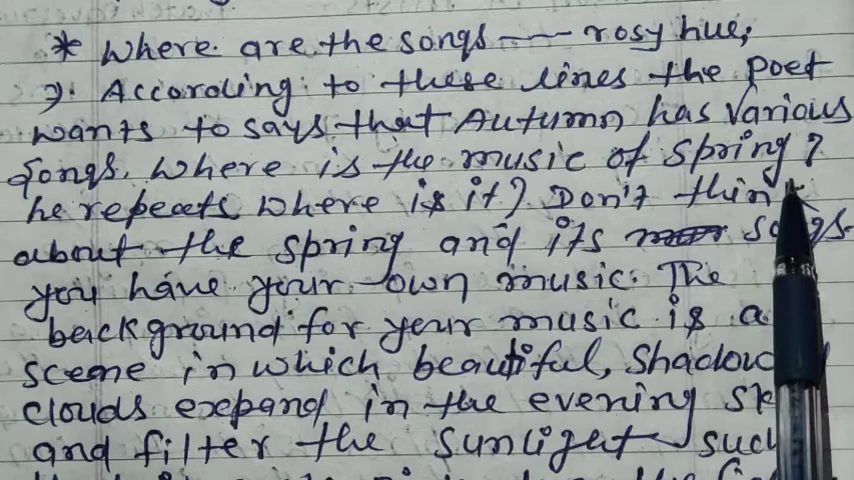 * Where are the songs —— rosy hue;
⇒ According to these lines the poet
wants to says that Autumn has various
songs. Where is the music of spring?
he repeats where is it? Don't thin
about the spring and its songs.
you have your own music. The
background for your music is a
scene in which beautiful, shadow
clouds expand in the evening sk
and filter the sunlight suc